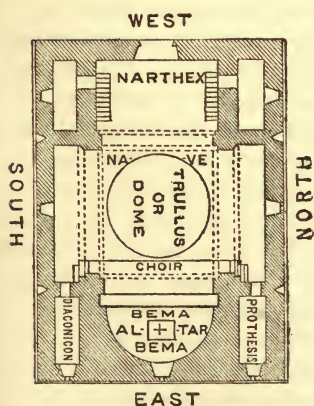 WEST
NARTHEX
NA VE
TRULLUS
OR
DOME
SOUTH
NORTH
CHOIR
BEMA
AL TAR
BEMA
DIACONICON
PROTHESIS
EAST